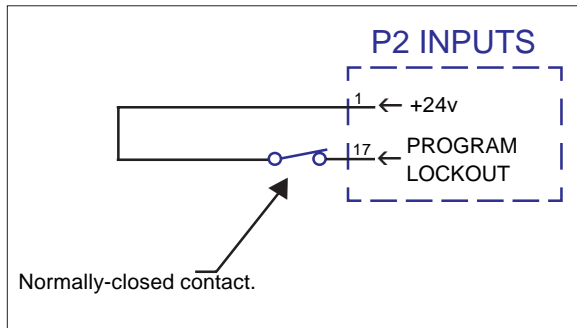 P2 INPUTS
1
+24v
17
PROGRAM
LOCKOUT
Normally-closed contact.